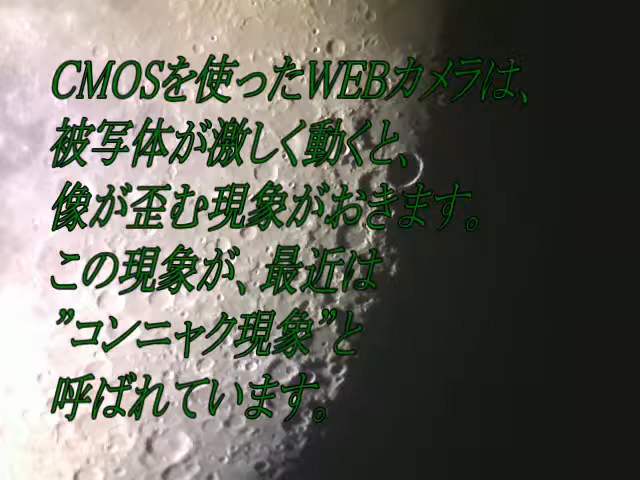 CMOSを使ったWEBカメラは、
被写体が激しく動くと、
像が歪む現象がおきます。
この現象が、最近は
”コンニャク現象”と
呼ばれています。